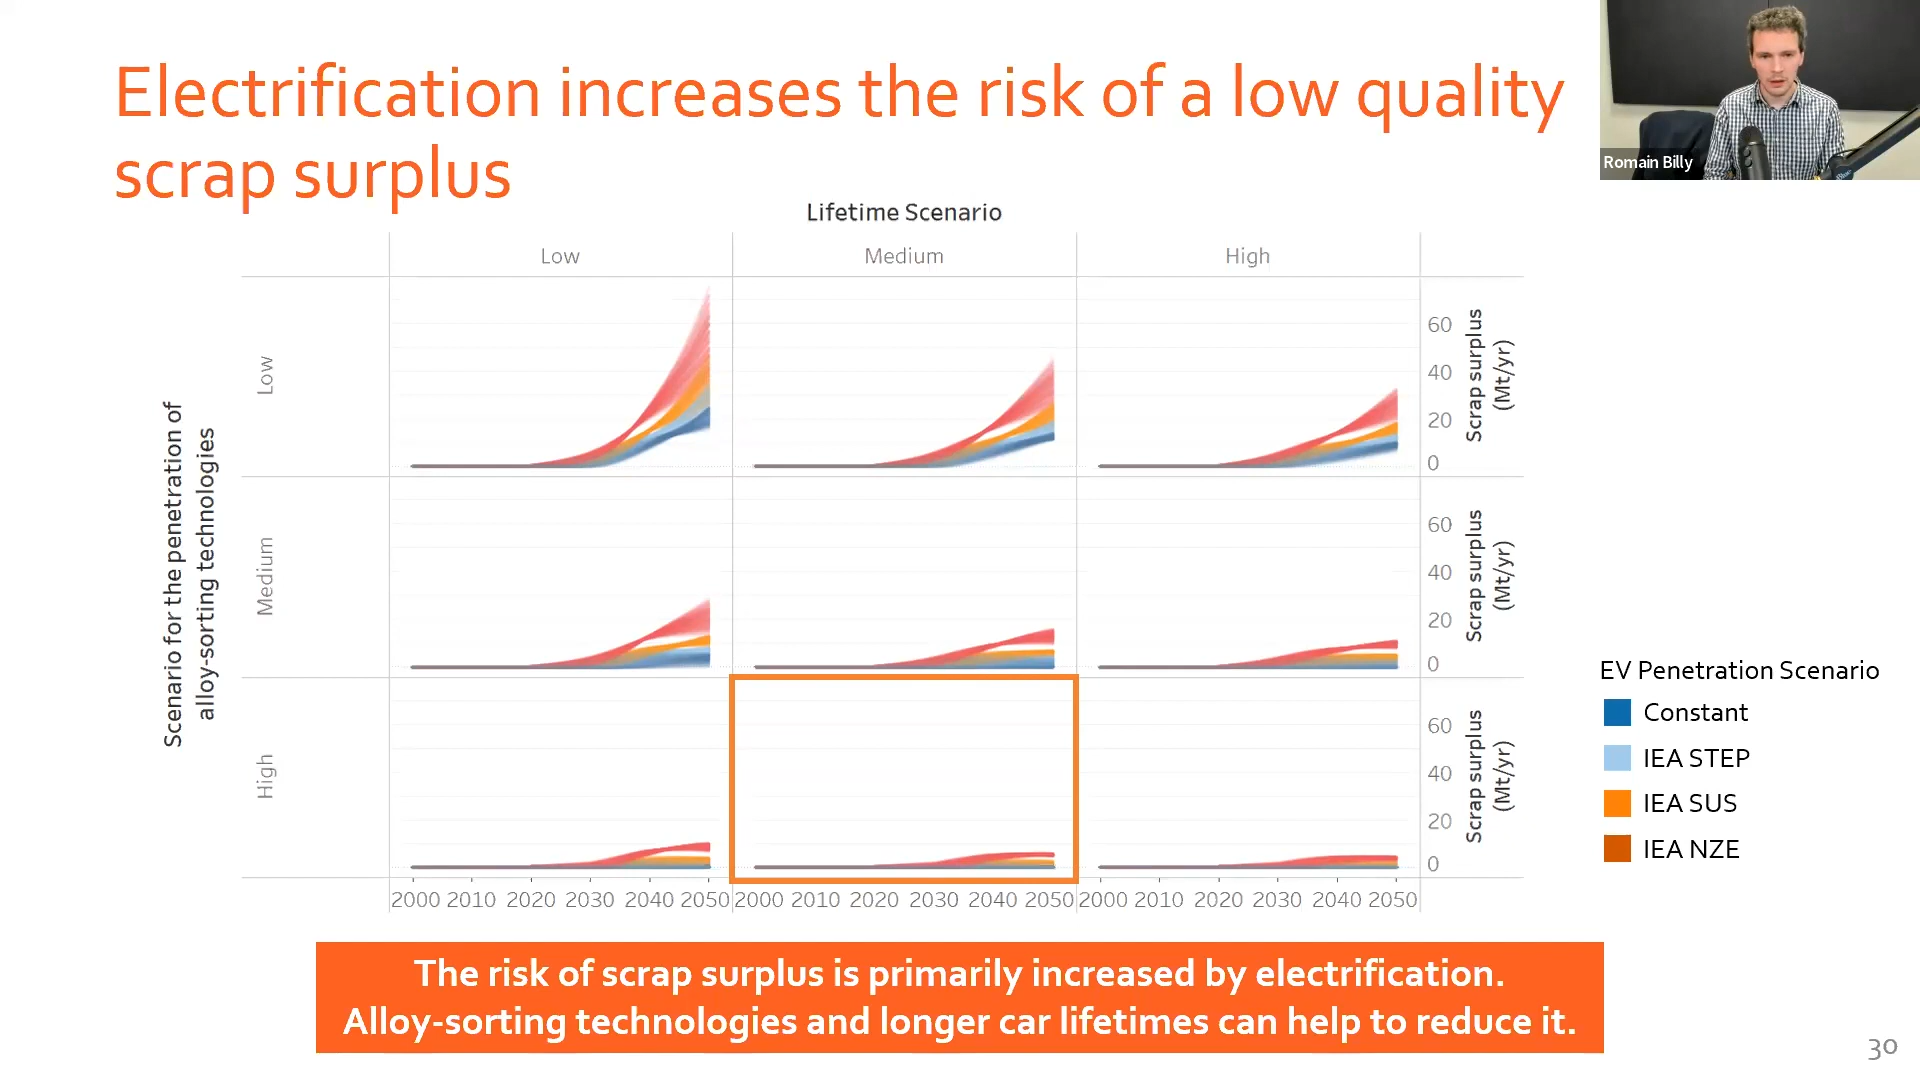 Electrification increases the risk of a low quality
scrap surplus
Romain Billy
Lifetime Scenario
Low
Medium
High
Scenario for the penetration of
alloy-sorting technologies
Low
60
40
20
0
Scrap surplus
(Mt/yr)
Medium
60
40
20
0
Scrap surplus
(Mt/yr)
High
60
40
20
0
Scrap surplus
(Mt/yr)
2000 2010 2020 2030 2040 2050 2000 2010 2020 2030 2040 2050 2000 2010 2020 2030 2040 2050
EV Penetration Scenario
Constant
IEA STEP
IEA SUS
IEA NZE
The risk of scrap surplus is primarily increased by electrification.
Alloy-sorting technologies and longer car lifetimes can help to reduce it.
30